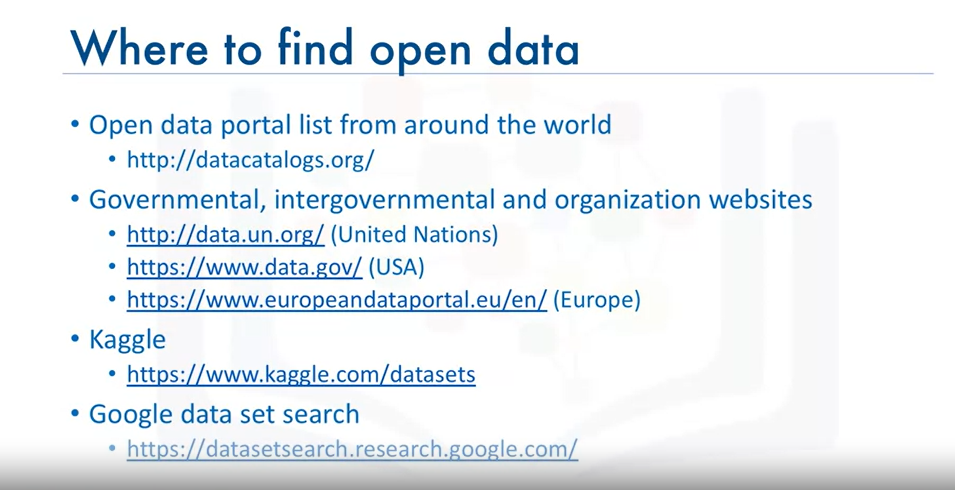 Where to find open data
• Open data portal list from around the world
• http://datacatalogs.org/
• Governmental, intergovernmental and organization websites
• http://data.un.org/ (United Nations)
• https://www.data.gov/ (USA)
• https://www.europeandataportal.eu/en/ (Europe)
• Kaggle
• https://www.kaggle.com/datasets
• Google data set search
• https://datasetsearch.research.google.com/